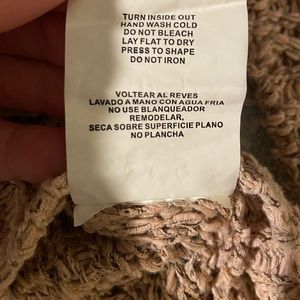 TURN INSIDE OUT
HAND WASH COLD
DO NOT BLEACH
LAY FLAT TO DRY
PRESS TO SHAPE
DO NOT IRON
VOLTEAR AL REVES
LAVADO A MANO CON AGUA FRIA
NO USE BLANQUEADOR
REMODELAR,
SECA SOBRE SUPERFICIE PLANO
NO PLANCHA